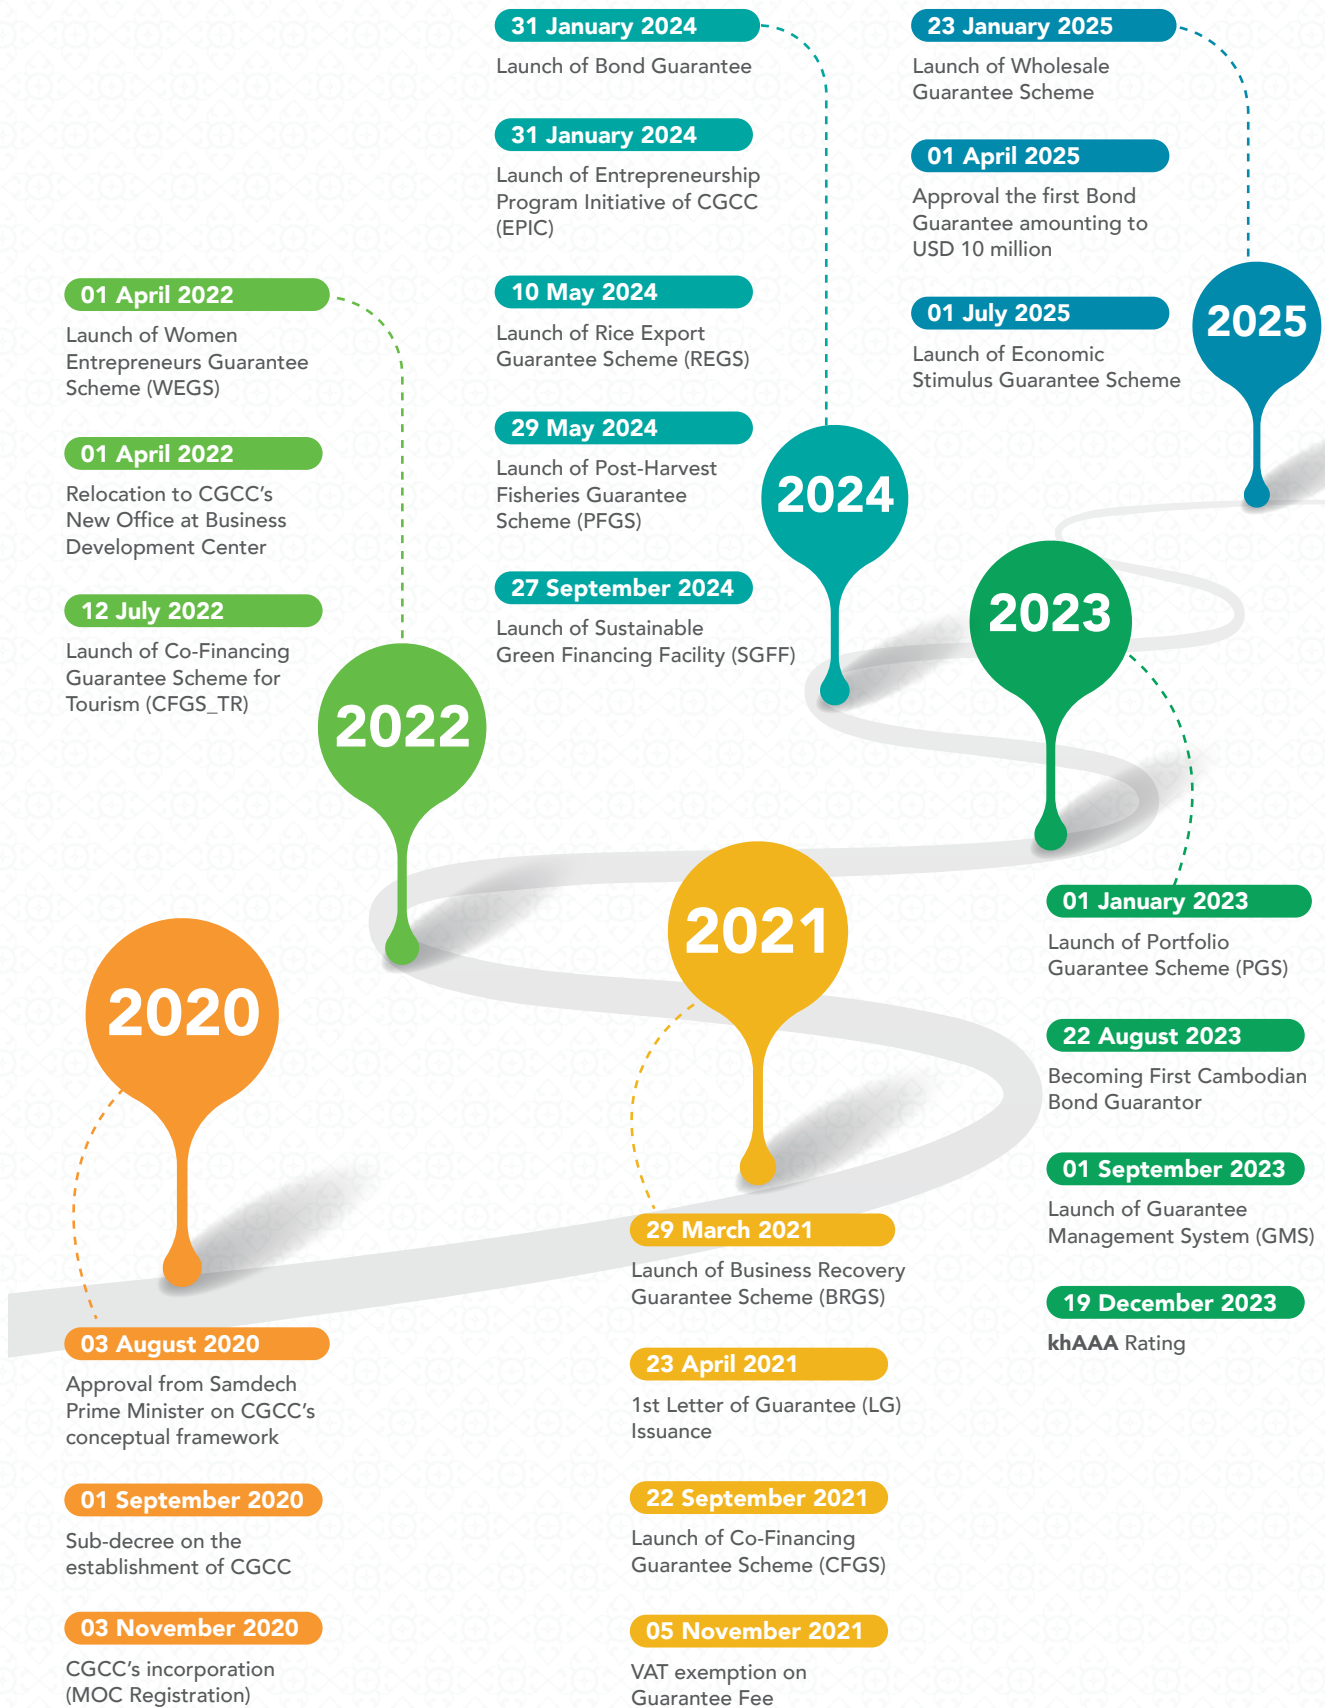 31 January 2024
Launch of Bond Guarantee
31 January 2024
Launch of Entrepreneurship
Program Initiative of CGCC
(EPIC)
10 May 2024
Launch of Rice Export
Guarantee Scheme (REGS)
29 May 2024
Launch of Post-Harvest
Fisheries Guarantee
Scheme (PFGS)
27 September 2024
Launch of Sustainable
Green Financing Facility (SGFF)
2024
23 January 2025
Launch of Wholesale
Guarantee Scheme
01 April 2025
Approval the first Bond
Guarantee amounting to
USD 10 million
01 July 2025
Launch of Economic
Stimulus Guarantee Scheme
2025
01 April 2022
Launch of Women
Entrepreneurs Guarantee
Scheme (WEGS)
01 April 2022
Relocation to CGCC’s
New Office at Business
Development Center
12 July 2022
Launch of Co-Financing
Guarantee Scheme for
Tourism (CFGS_TR)
2022
2023
01 January 2023
Launch of Portfolio
Guarantee Scheme (PGS)
22 August 2023
Becoming First Cambodian
Bond Guarantor
01 September 2023
Launch of Guarantee
Management System (GMS)
19 December 2023
khAAA Rating
2020
03 August 2020
Approval from Samdech
Prime Minister on CGCC’s
conceptual framework
01 September 2020
Sub-decree on the
establishment of CGCC
03 November 2020
CGCC’s incorporation
(MOC Registration)
2021
29 March 2021
Launch of Business Recovery
Guarantee Scheme (BRGS)
23 April 2021
1st Letter of Guarantee (LG)
Issuance
22 September 2021
Launch of Co-Financing
Guarantee Scheme (CFGS)
05 November 2021
VAT exemption on
Guarantee Fee